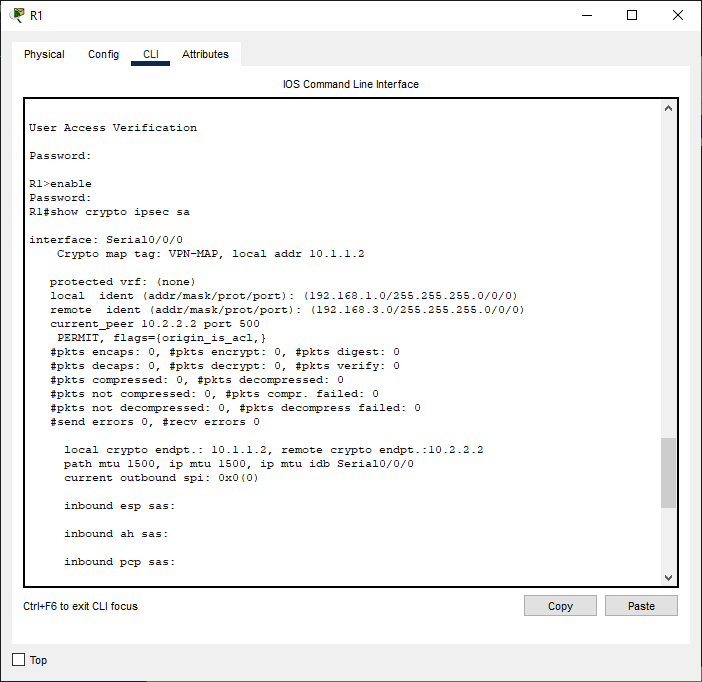 R1
Physical Config CLI Attributes
IOS Command Line Interface
User Access Verification
Password:
R1>enable
Password:
R1#show crypto ipsec sa
interface: Serial0/0/0
Crypto map tag: VPN-MAP, local addr 10.1.1.2
protected vrf: (none)
local  ident (addr/mask/prot/port): (192.168.1.0/255.255.255.0/0/0)
remote  ident (addr/mask/prot/port): (192.168.3.0/255.255.255.0/0/0)
current_peer 10.2.2.2 port 500
PERMIT, flags={origin_is_acl,}
#pkts encaps: 0, #pkts encrypt: 0, #pkts digest: 0
#pkts decaps: 0, #pkts decrypt: 0, #pkts verify: 0
#pkts compressed: 0, #pkts decompressed: 0
#pkts not compressed: 0, #pkts compr. failed: 0
#pkts not decompressed: 0, #pkts decompress failed: 0
#send errors 0, #recv errors 0
local crypto endpt.: 10.1.1.2, remote crypto endpt.:10.2.2.2
path mtu 1500, ip mtu 1500, ip mtu idb Serial0/0/0
current outbound spi: 0x0(0)
inbound esp sas:
inbound ah sas:
inbound pcp sas:
Ctrl+F6 to exit CLI focus
Copy Paste
Top